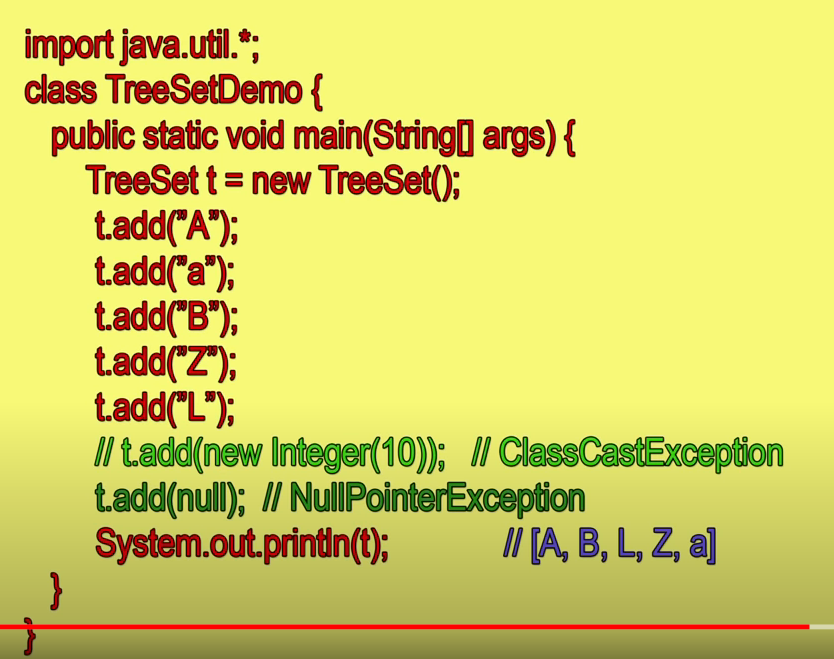 import java.util.*;
class TreeSetDemo {
public static void main(String[] args) {
TreeSet t = new TreeSet();
t.add(”A”);
t.add(”a”);
t.add(”B”);
t.add(”Z”);
t.add(”L”);
// t.add(new Integer(10)); // ClassCastException
t.add(null); // NullPointerException
System.out.println(t); // [A, B, L, Z, a]
}
}